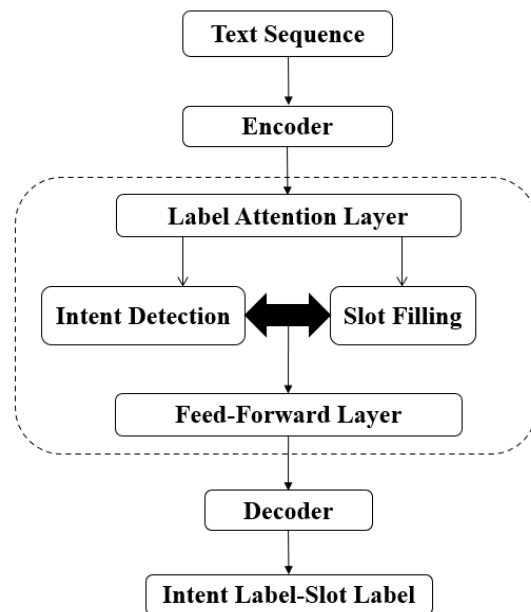 Text Sequence
Encoder
Label Attention Layer
Intent Detection
Slot Filling
Feed-Forward Layer
Decoder
Intent Label-Slot Label